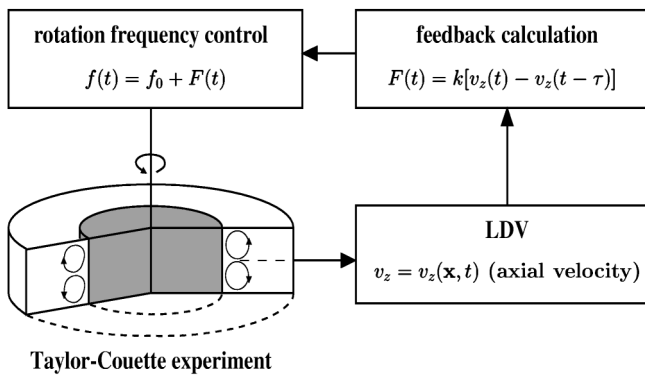 rotation frequency control
f(t) = f₀ + F(t)
feedback calculation
F(t) = k[v_z(t) − v_z(t − τ)]
LDV
v_z = v_z(x, t) (axial velocity)
Taylor-Couette experiment